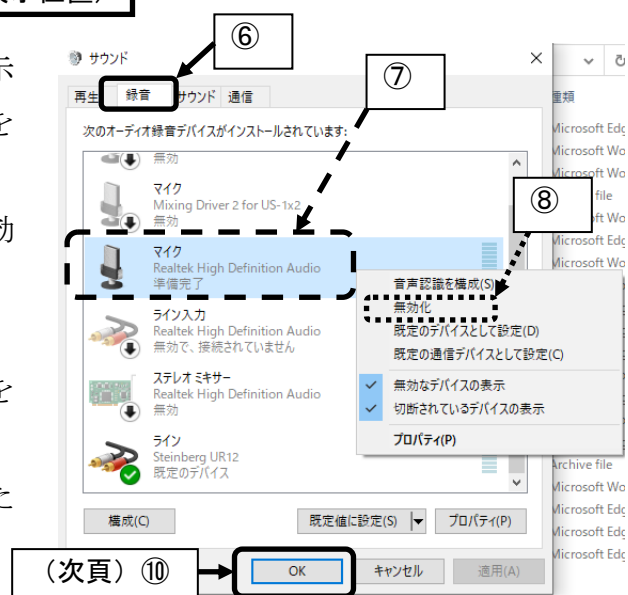 ⑥
サウンド
⑦
再生 録音 サウンド 通信
種類
次のオーディオ録音デバイスがインストールされています:
無効
マイク
Mixing Driver 2 for US-1x2
無効
⑧
マイク
Realtek High Definition Audio
準備完了
ライン入力
Realtek High Definition Audio
無効で、接続されていません
ステレオ ミキサー
Realtek High Definition Audio
無効
ライン
Steinberg UR12
既定のデバイス
音声認識を構成(S)
無効化
既定のデバイスとして設定(D)
既定の通信デバイスとして設定(C)
無効なデバイスの表示
切断されているデバイスの表示
プロパティ(P)
Microsoft Edg
Microsoft Wo
Microsoft Wo
file
ft Wo
Microsoft Edg
Microsoft Wo
Archive file
Microsoft Wo
Microsoft Edg
Microsoft Edg
Microsoft Edg
構成(C) 既定値に設定(S) プロパティ(P)
(次頁) ⑩
OK キャンセル 適用(A)
示
を
効
を
た